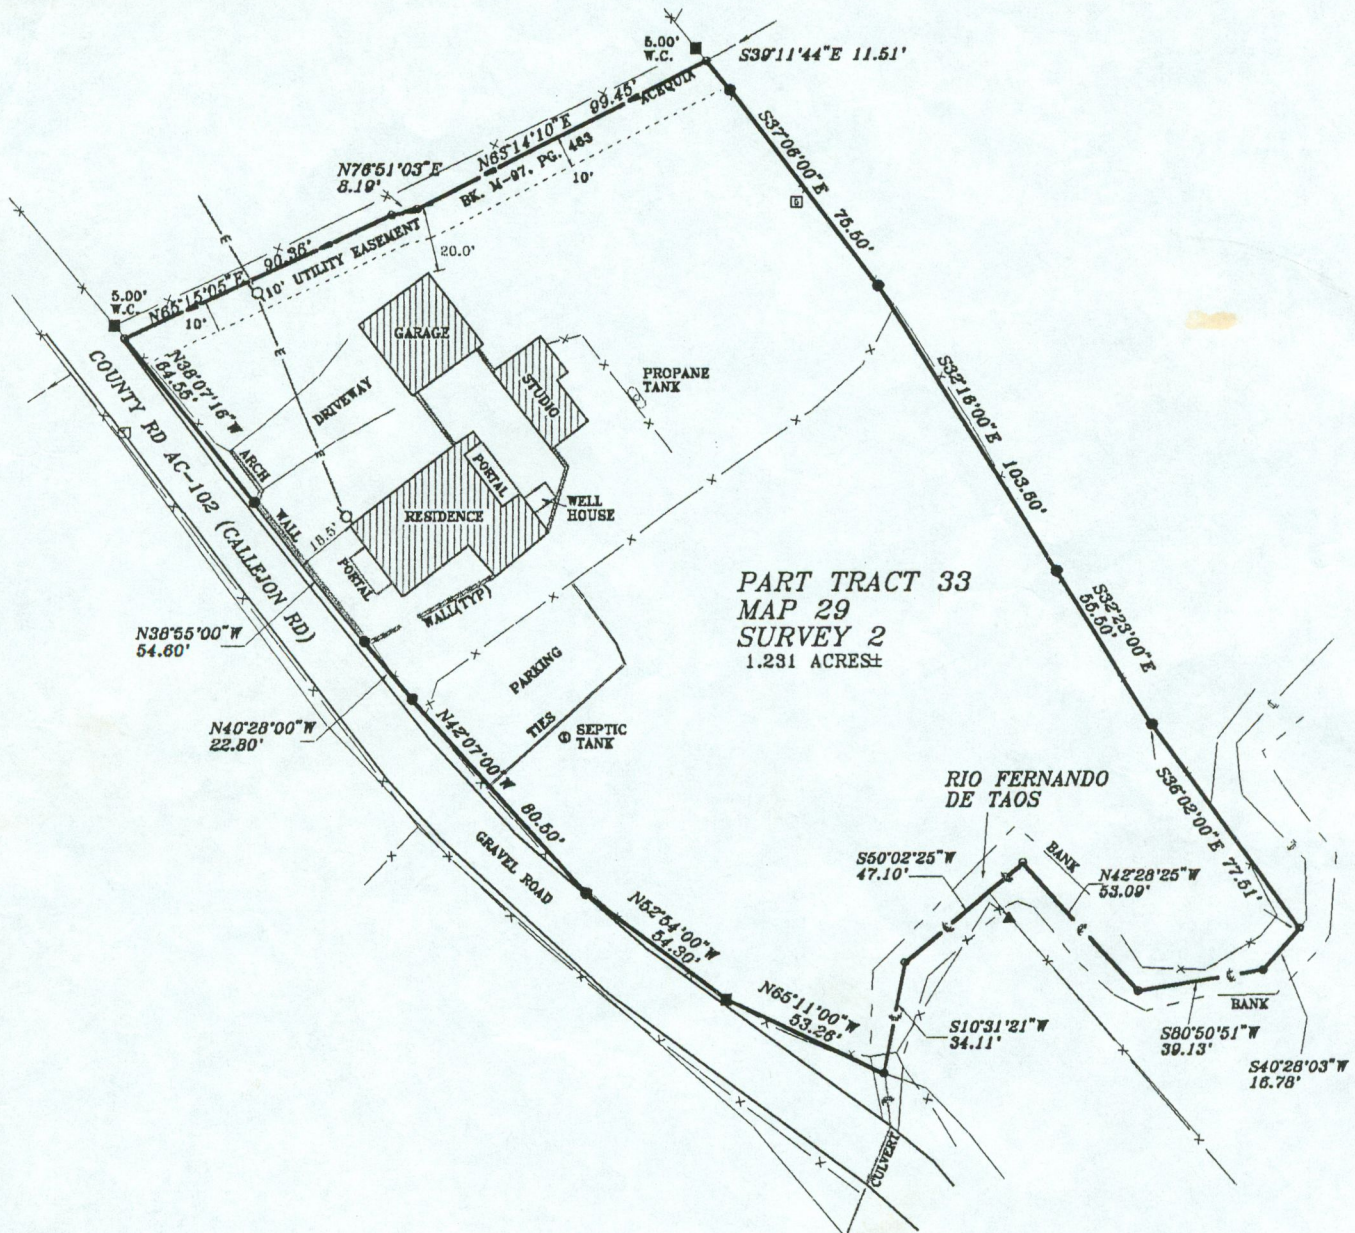 5.00'
W.C.
S39°11'44"E 11.51'
ACEQUIA
N63°14'10"E 99.45'
BK. M-97, PG. 463
10'
N76°51'03"E
8.19'
S37°06'00"E 75.50'
G
N65°15'05"E 90.36'
10' UTILITY EASEMENT
20.0'
10'
5.00'
W.C.
E
E
E
E
GARAGE
STUDIO
PROPANE
TANK
DRIVEWAY
N38°07'16"W
64.56'
COUNTY RD AC-102 (CALLEJON RD)
ARCH
WALL
PORTAL
RESIDENCE
WELL
HOUSE
18.5'
PORTAL
WALL(TYP)
S32°16'00"E 103.80'
PART TRACT 33
MAP 29
SURVEY 2
1.231 ACRES±
N38°55'00"W
54.60'
S32°23'00"E
55.50'
PARKING
N40°28'00"W
22.80'
TIES
S SEPTIC
TANK
N42°07'00"W 80.50'
RIO FERNANDO
DE TAOS
S36°02'00"E 77.51'
GRAVEL ROAD
S50°02'25"W
47.10'
BANK
N42°28'25"W
53.09'
N52°54'00"W
54.30'
N65°11'00"W
53.26'
BANK
S10°31'21"W
34.11'
S80°50'51"W
39.13'
S40°28'03"W
16.78'
CULVERT